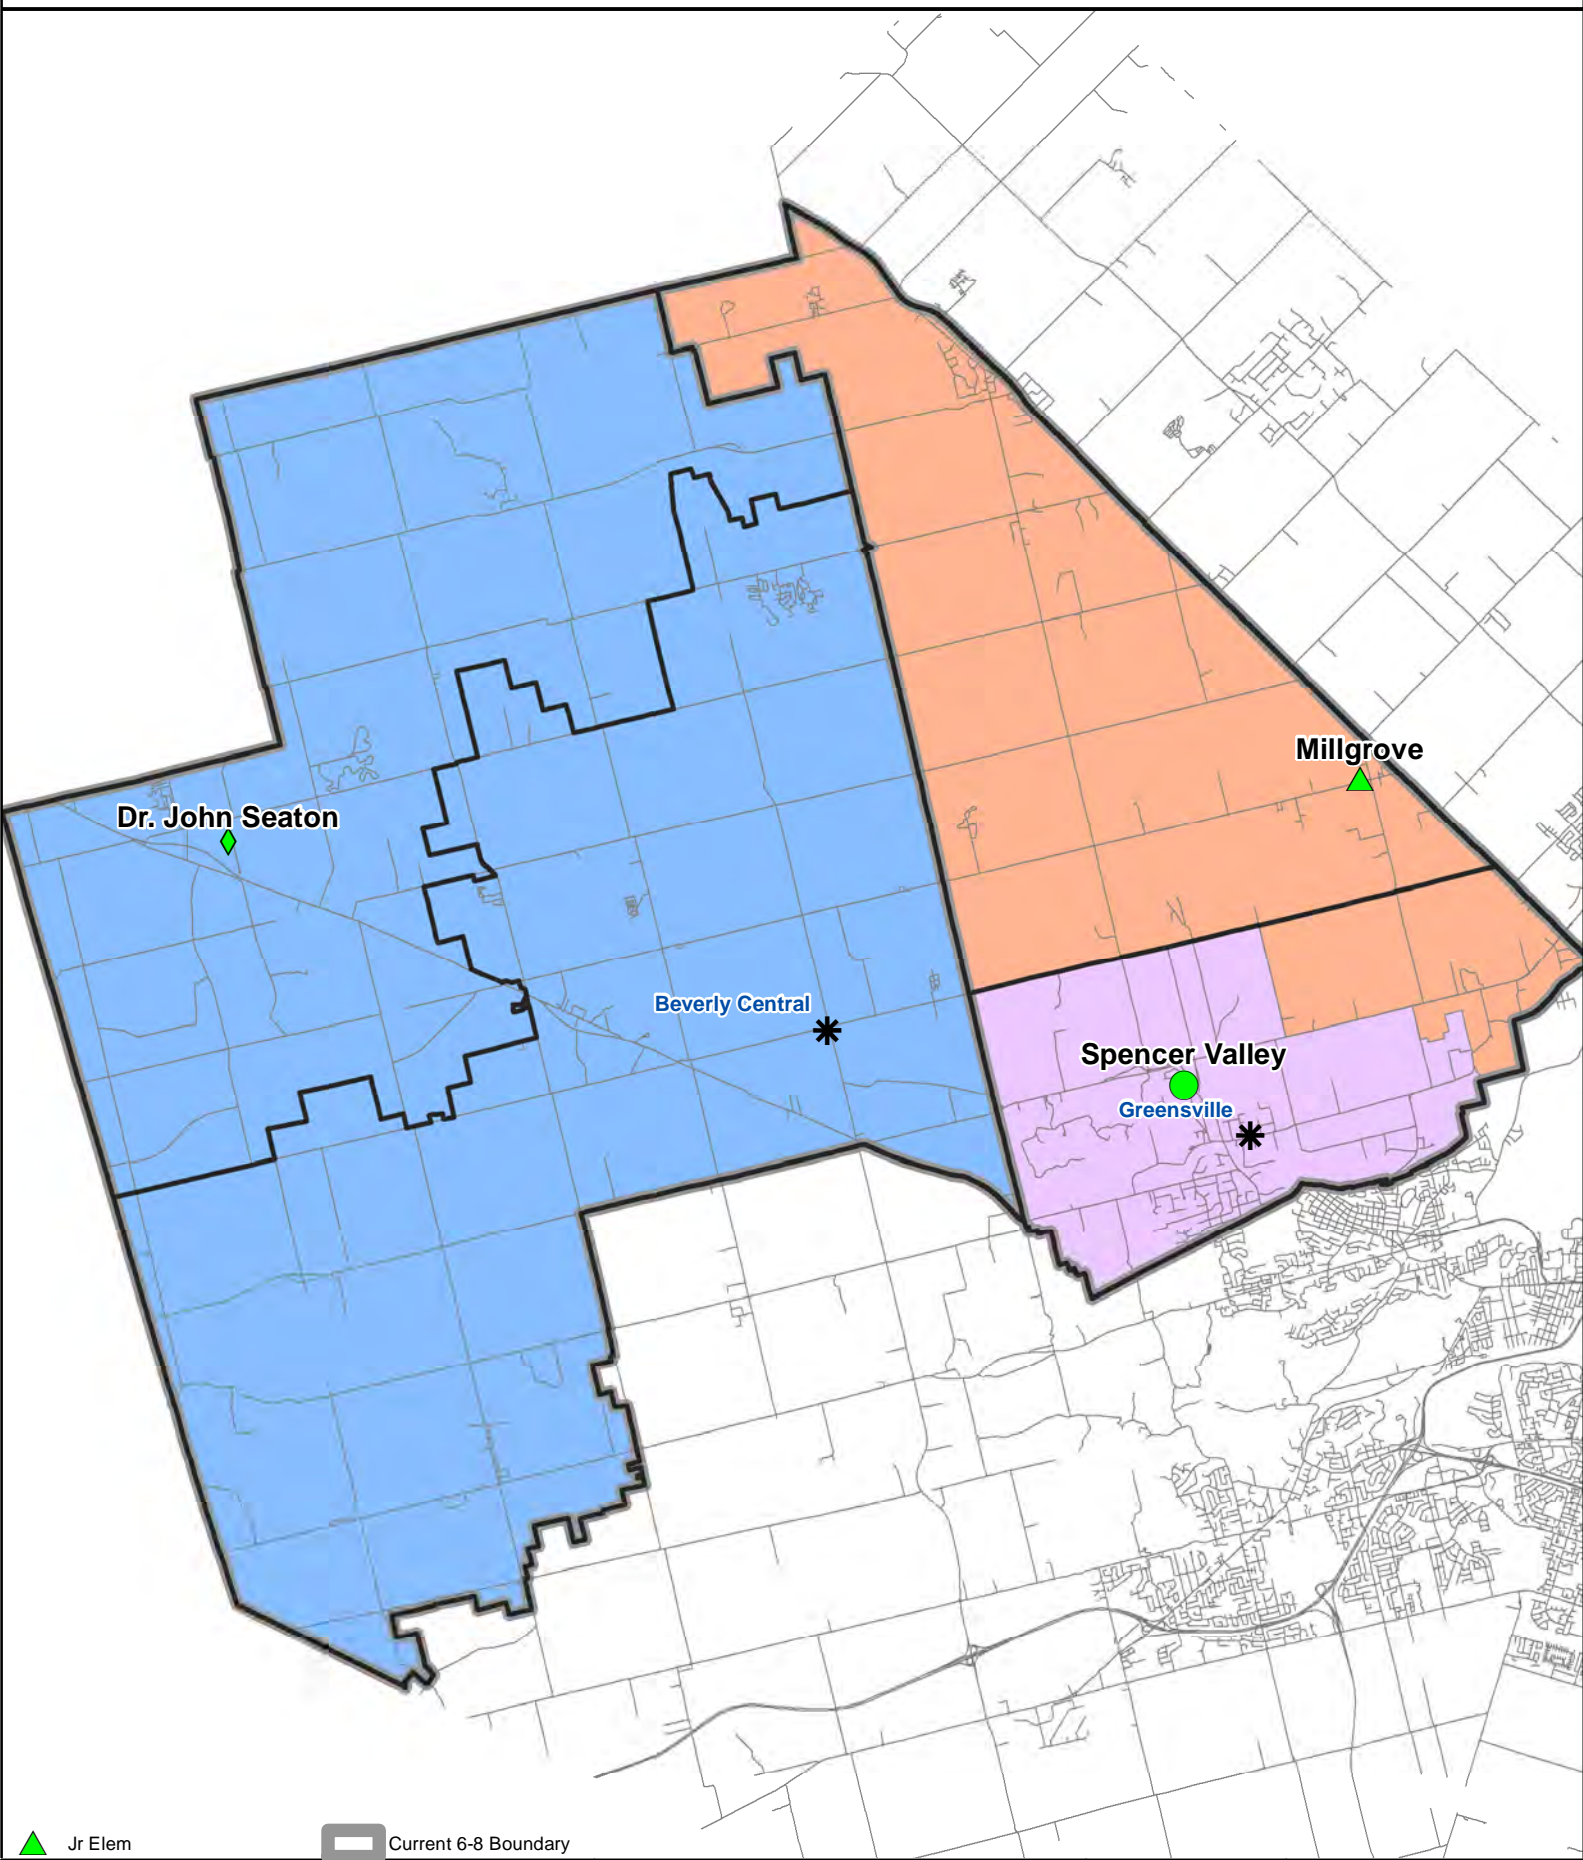 Millgrove
Dr. John Seaton
Beverly Central
Spencer Valley
Greensville
Jr Elem
Current 6-8 Boundary